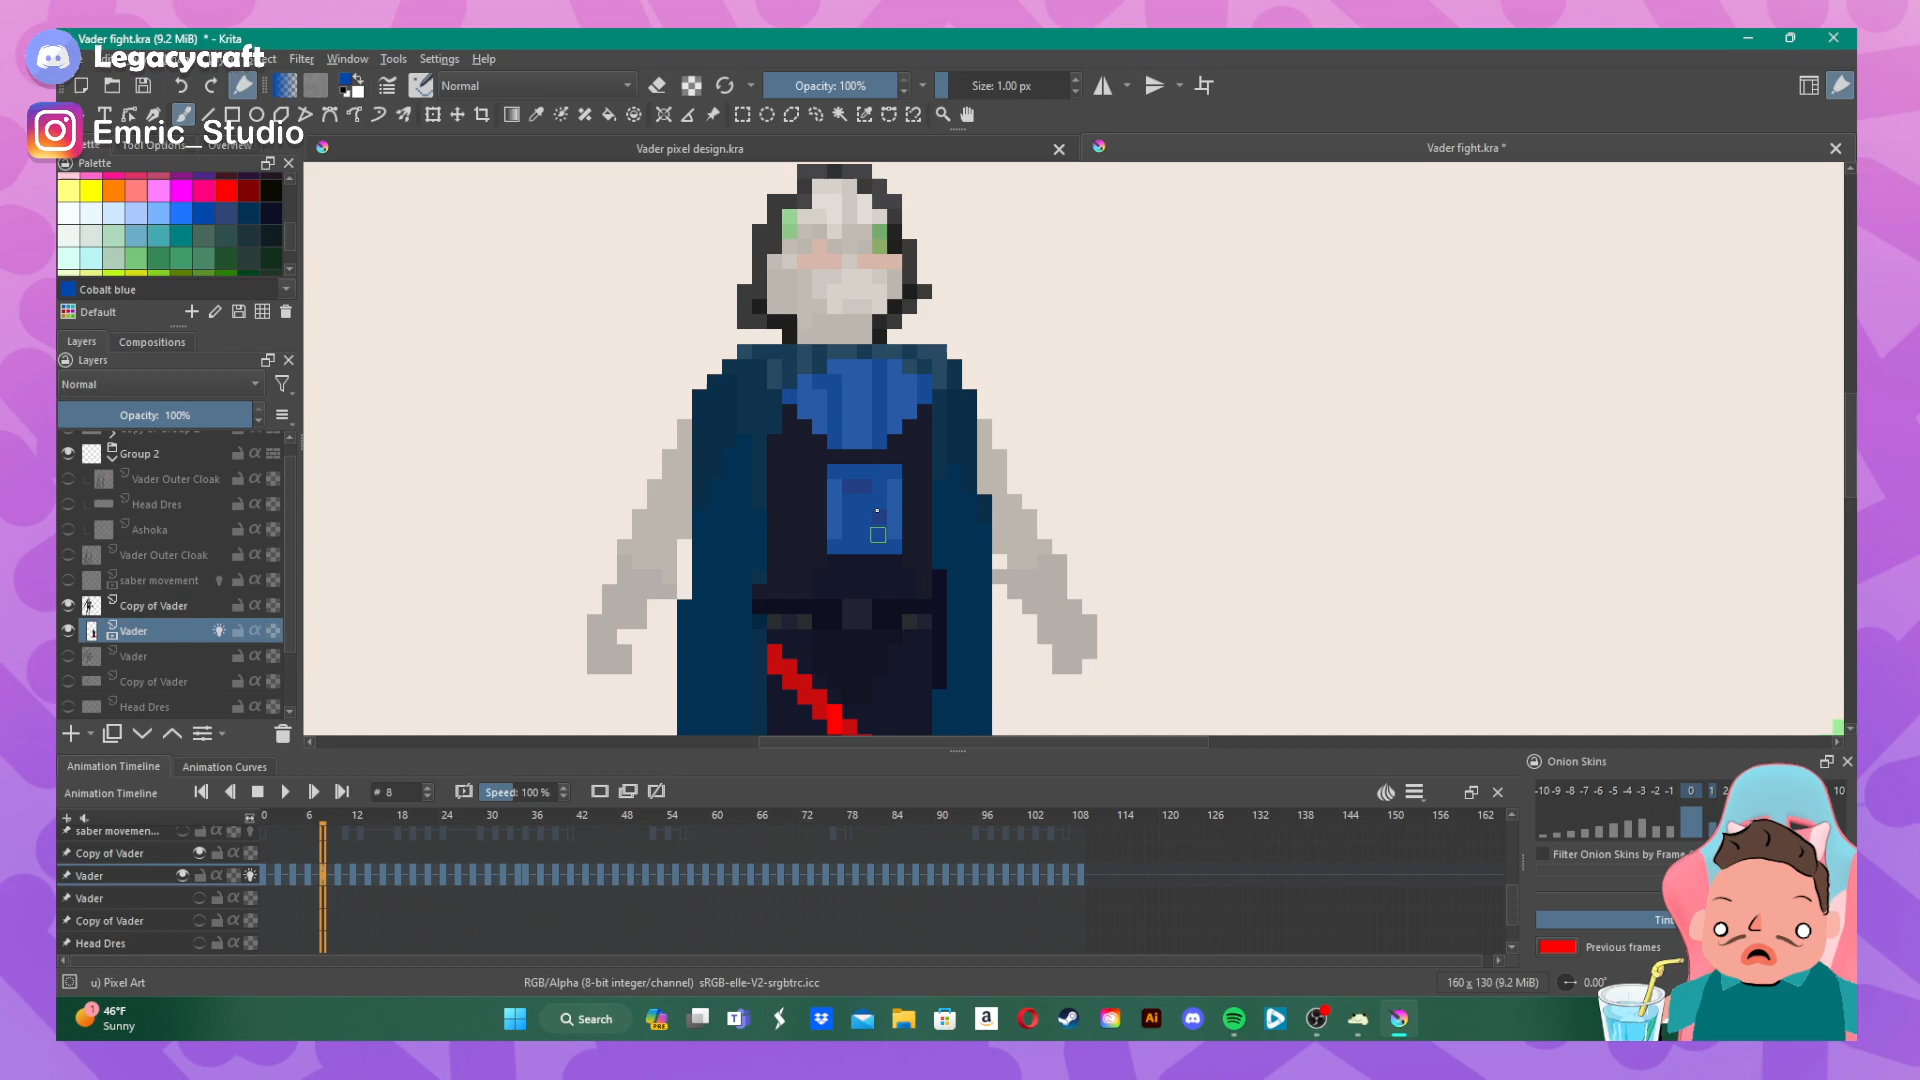 Vader fight.kra (9.2 MiB) * - Krita
Legacycraft
Filter Window Tools Settings Help
Normal
Opacity: 100%
Size: 1.00 px
Emric_Studio
Tool Options
Overview
Palette
Vader pixel design.kra
Vader fight.kra *
Cobalt blue
Default
Layers Compositions
Layers
Normal
Opacity: 100%
Group 2
Vader Outer Cloak
Head Dres
Ashoka
Vader Outer Cloak
saber movement
Copy of Vader
Vader
Vader
Copy of Vader
Head Dres
Animation Timeline Animation Curves
Animation Timeline
# 8
Speed: 100 %
Onion Skins
-10 -9 -8 -7 -6 -5 -4 -3 -2 -1 0 1 2 10
0 6 12 18 24 30 36 42 48 54 60 66 72 78 84 90 96 102 108 114 120 126 132 138 144 150 156 162
saber movemen...
Copy of Vader
Vader
Vader
Copy of Vader
Head Dres
Filter Onion Skins by Frame
Previous frames
u) Pixel Art
RGB/Alpha (8-bit integer/channel) sRGB-elle-V2-srgbtrc.icc
160 x 130 (9.2 MiB)
0.00°
1
46°F
Sunny
Search
PRE